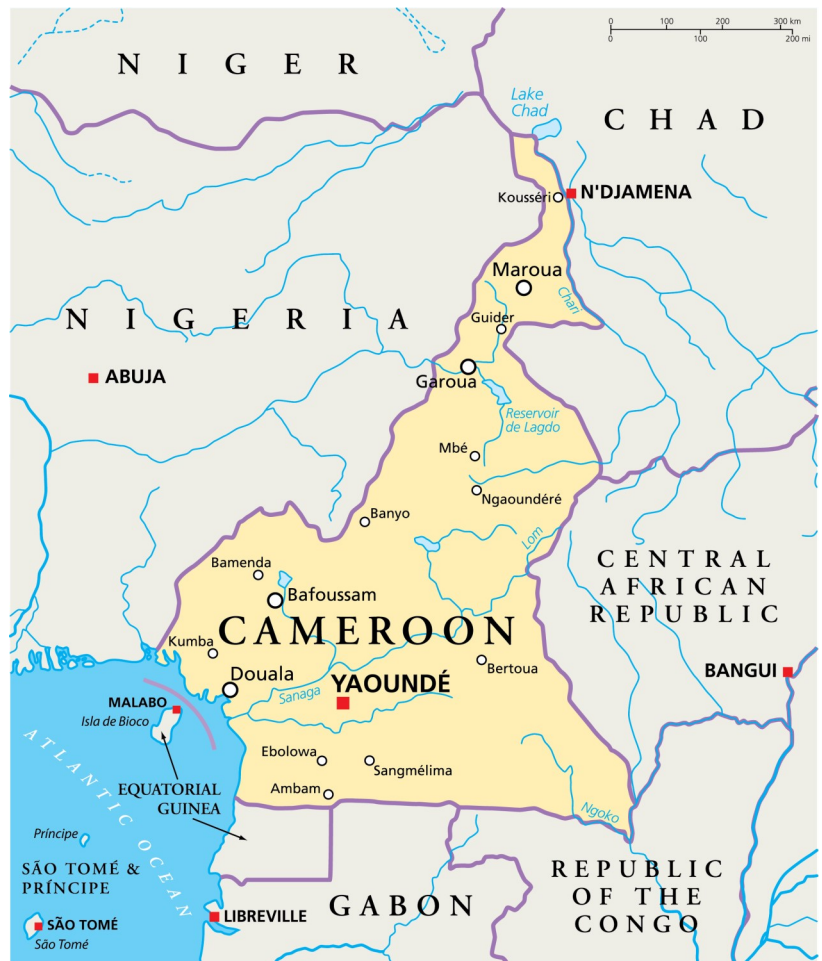 0 100 200 300 km
0 100 200 mi
NIGER
Lake
Chad
CHAD
Kousséri
N'DJAMENA
Maroua
Chari
NIGERIA
Guider
ABUJA
Garoua
Reservoir
de Lagdo
Mbé
Ngaoundéré
Banyo
Lom
Bamenda
CENTRAL
AFRICAN
REPUBLIC
Bafoussam
CAMEROON
Kumba
Bertoua
BANGUI
Douala
YAOUNDÉ
Sanaga
MALABO
Isla de Bioco
ATLANTIC OCEAN
Ebolowa
Sangmélima
EQUATORIAL
GUINEA
Ambam
Ngoko
Príncipe
SÃO TOMÉ &
PRÍNCIPE
REPUBLIC
OF THE
CONGO
GABON
LIBREVILLE
SÃO TOMÉ
São Tomé